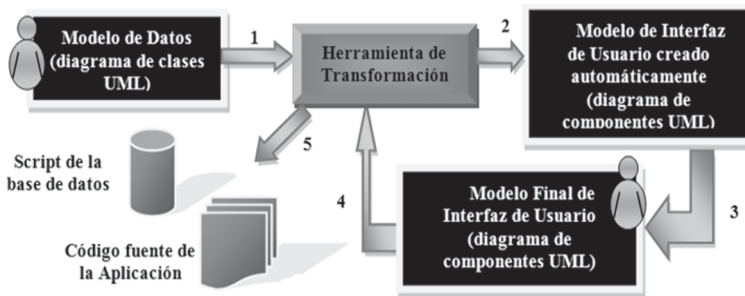 Modelo de Datos
(diagrama de clases
UML)
1
Herramienta de
Transformación
2
Modelo de Interfaz
de Usuario creado
automáticamente
(diagrama de
componentes UML)
3
Modelo Final de
Interfaz de Usuario
(diagrama de
componentes UML)
4
5
Script de la
base de datos
Código fuente de
la Aplicación